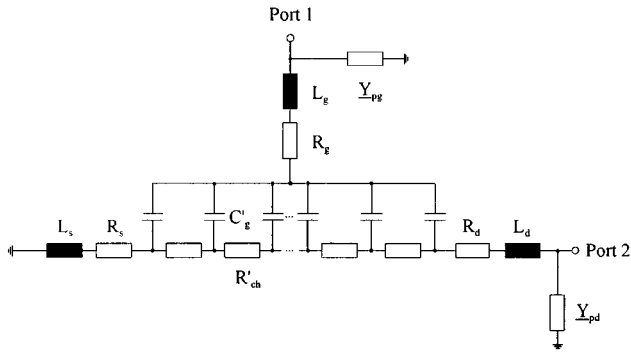 Port 1
Y_pg
L_g
R_g
L_s
R_s
C'_g
...
R_d
L_d
...
Port 2
R'_ch
Y_pd